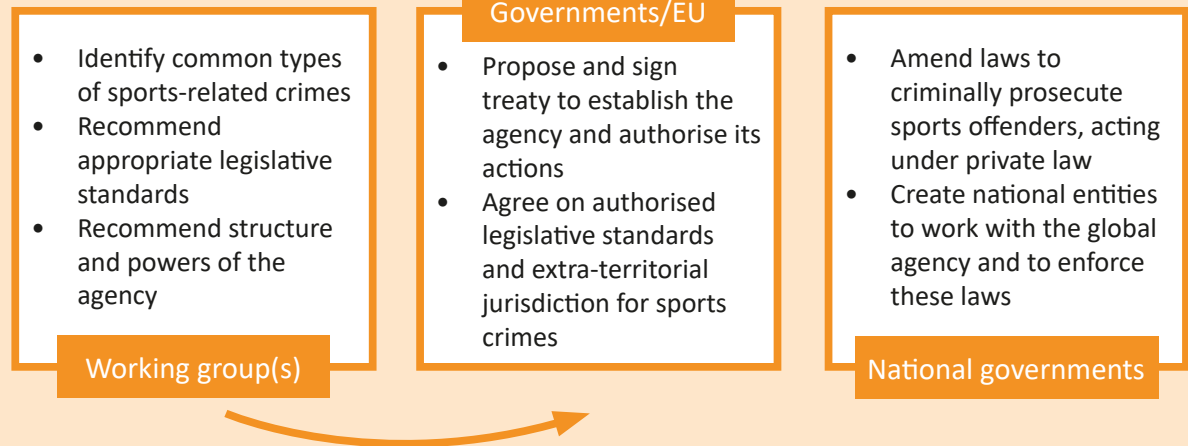 • Identify common types
of sports-related crimes
• Recommend
appropriate legislative
standards
• Recommend structure
and powers of the
agency
Working group(s)
Governments/EU
• Propose and sign
treaty to establish the
agency and authorise its
actions
• Agree on authorised
legislative standards
and extra-territorial
jurisdiction for sports
crimes
• Amend laws to
criminally prosecute
sports offenders, acting
under private law
• Create national entities
to work with the global
agency and to enforce
these laws
National governments